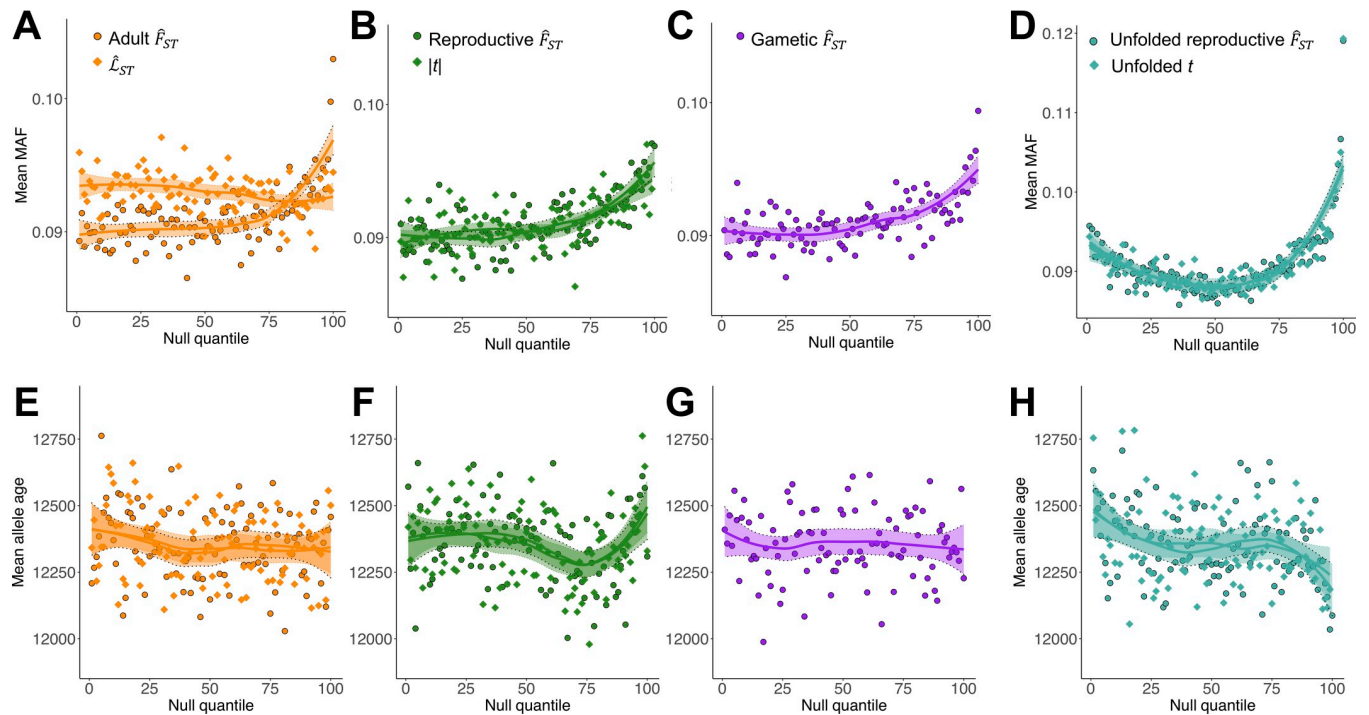 A
Adult F̂ST
ℒ̂ST
Mean MAF
0.10
0.09
0
25
50
75
100
Null quantile
B
Reproductive F̂ST
|t|
0.10
0.09
0
25
50
75
100
Null quantile
C
Gametic F̂ST
0.10
0.09
0
25
50
75
100
Null quantile
D
Unfolded reproductive F̂ST
Unfolded t
Mean MAF
0.12
0.11
0.10
0.09
0
25
50
75
100
Null quantile
E
Mean allele age
12750
12500
12250
12000
0
25
50
75
100
Null quantile
F
12750
12500
12250
12000
0
25
50
75
100
Null quantile
G
12750
12500
12250
12000
0
25
50
75
100
Null quantile
H
Mean allele age
12750
12500
12250
12000
0
25
50
75
100
Null quantile